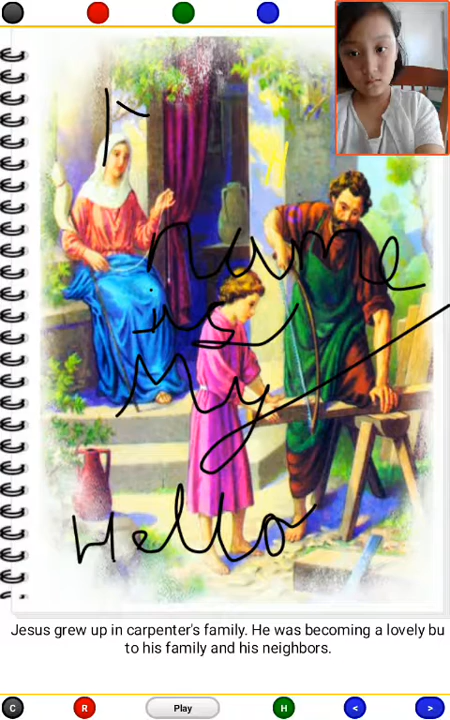 T
name
is
My
Hello
Jesus grew up in carpenter's family. He was becoming a lovely bu
to his family and his neighbors.
C R Play H < >